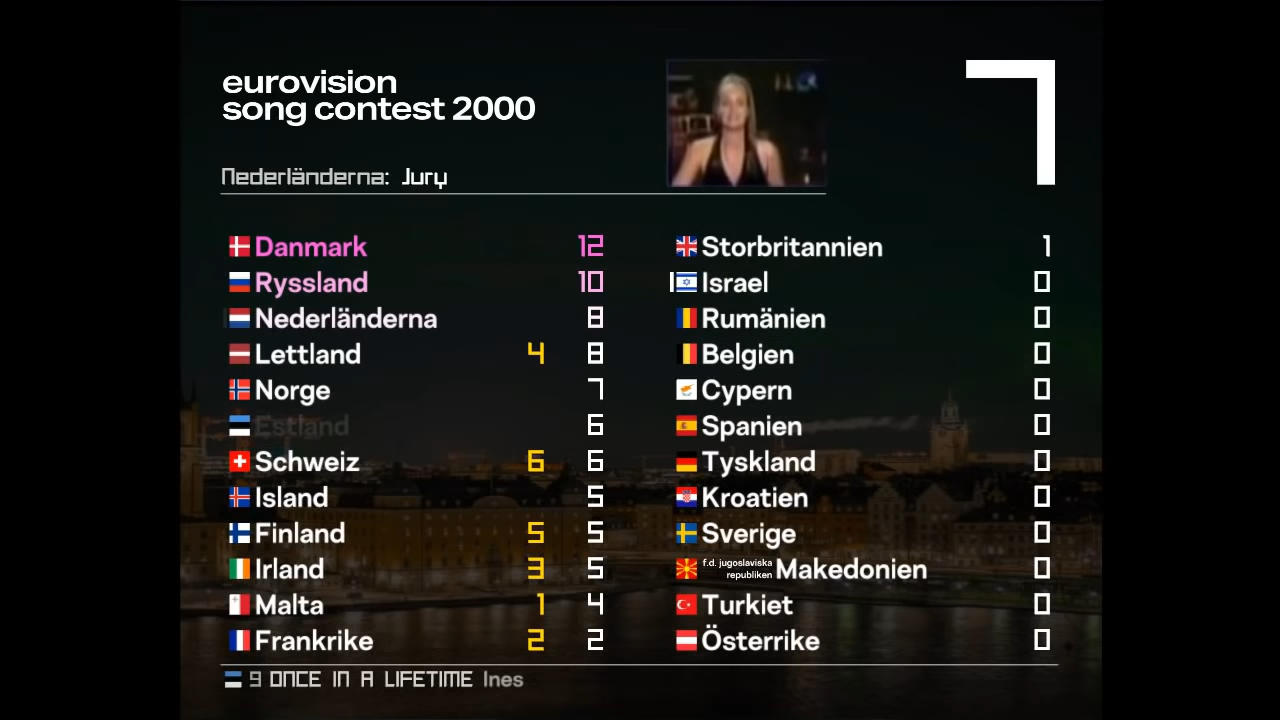 eurovision
song contest 2000
7
Nederländerna: Jury
Danmark 12
Ryssland 10
Nederländerna 8
Lettland 4 8
Norge 7
Estland 6
Schweiz 6 6
Island 5
Finland 5 5
Irland 3 5
Malta 1 4
Frankrike 2 2
Storbritannien 1
Israel 0
Rumänien 0
Belgien 0
Cypern 0
Spanien 0
Tyskland 0
Kroatien 0
Sverige 0
f.d. jugoslaviska
republiken Makedonien 0
Turkiet 0
Österrike 0
9 ONCE IN A LIFETIME Ines